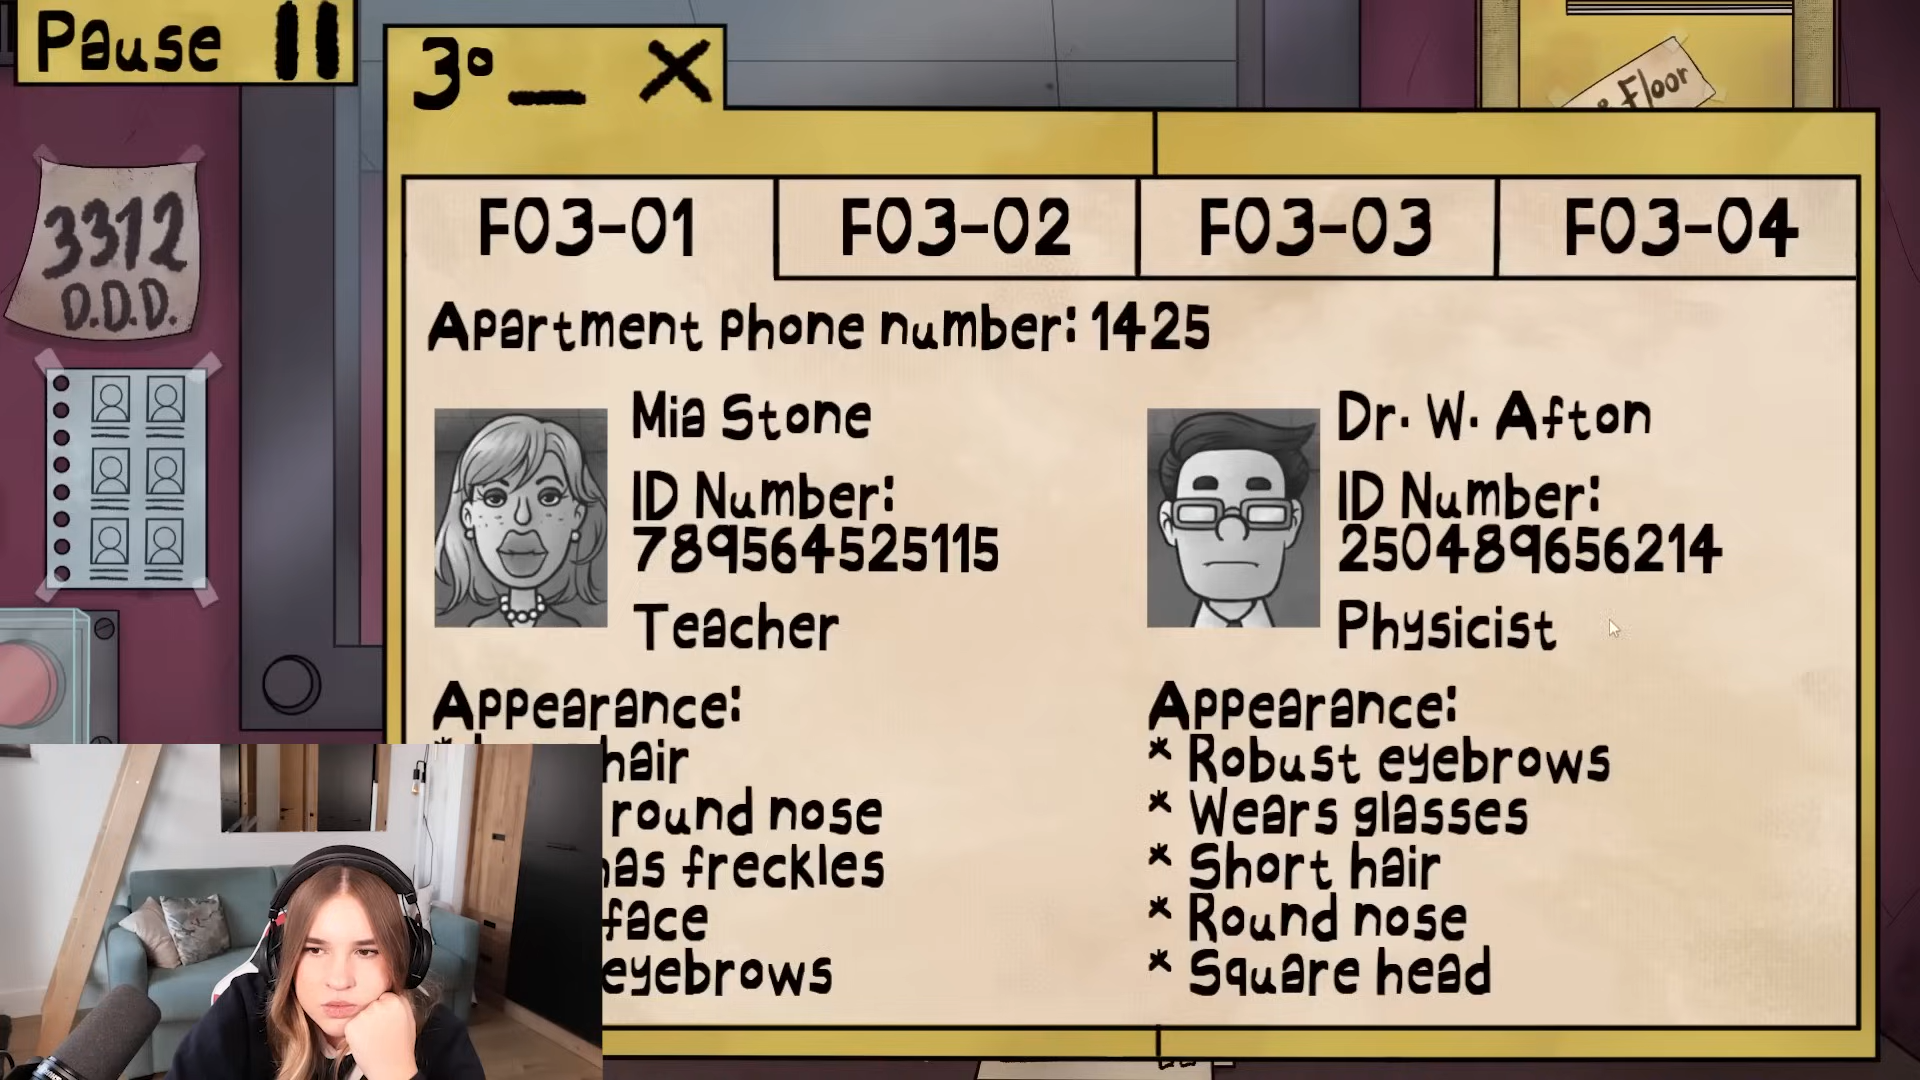 Pause
3º
Floor
3312
D.D.D.
F03-01
F03-02
F03-03
F03-04
Apartment phone number: 1425
Mia Stone
ID Number:
789564525115
Teacher
Appearance:
hair
round nose
has freckles
face
eyebrows
Dr. W. Afton
ID Number:
250489656214
Physicist
Appearance:
* Robust eyebrows
* Wears glasses
* Short hair
* Round nose
* Square head